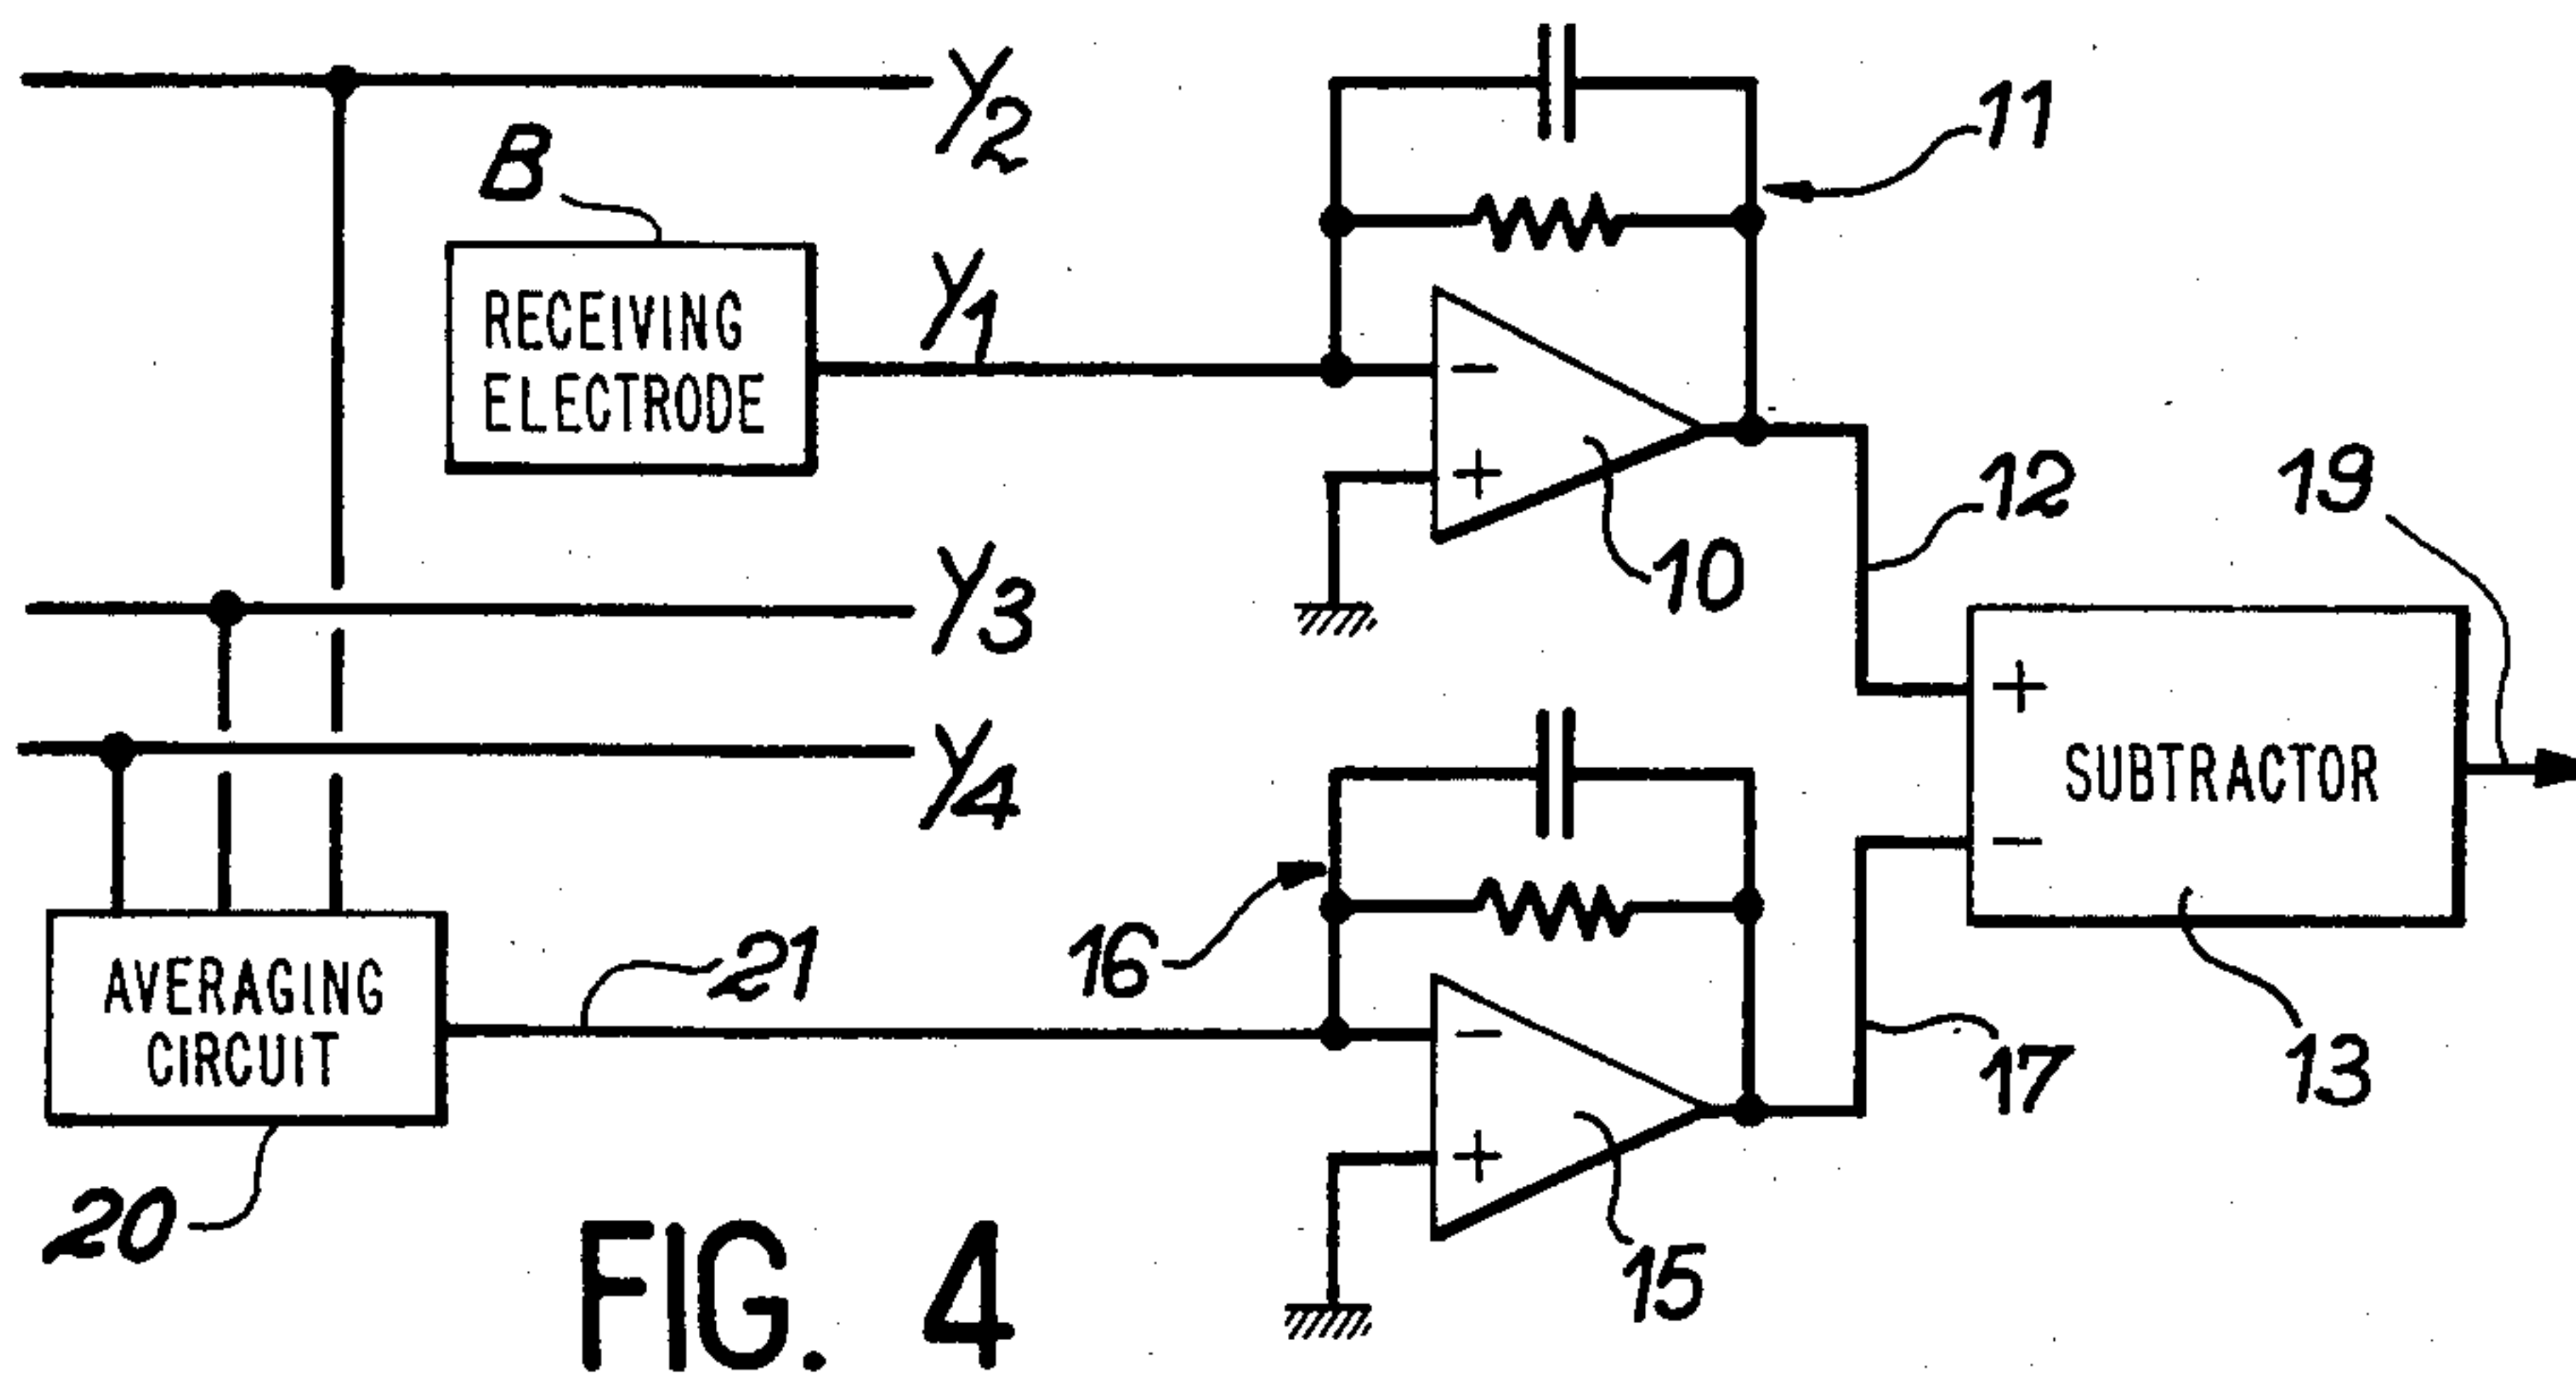 Y2
B
11
RECEIVING
ELECTRODE
Y1
−
+
10
12
19
Y3
+
SUBTRACTOR
−
Y4
16
21
AVERAGING
CIRCUIT
−
+
17
13
20
15
FIG. 4